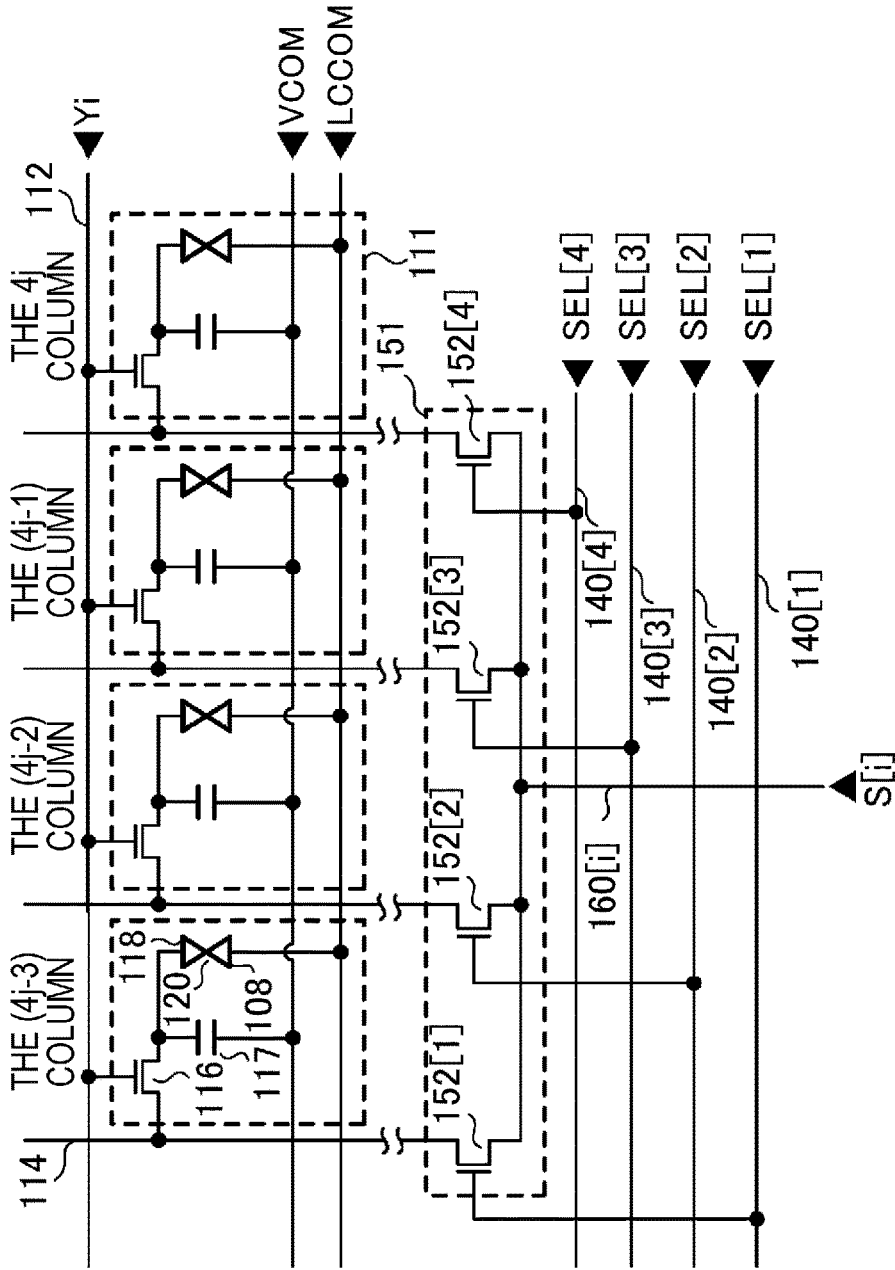 THE (4j-3)
COLUMN
THE (4j-2)
COLUMN
THE (4j-1)
COLUMN
THE 4j
COLUMN
112
Yi
114
116
117
118
120
108
111
VCOM
LCCOM
151
152[1]
152[2]
152[3]
152[4]
SEL[4]
SEL[3]
SEL[2]
SEL[1]
140[4]
140[3]
140[2]
140[1]
160[i]
S[i]